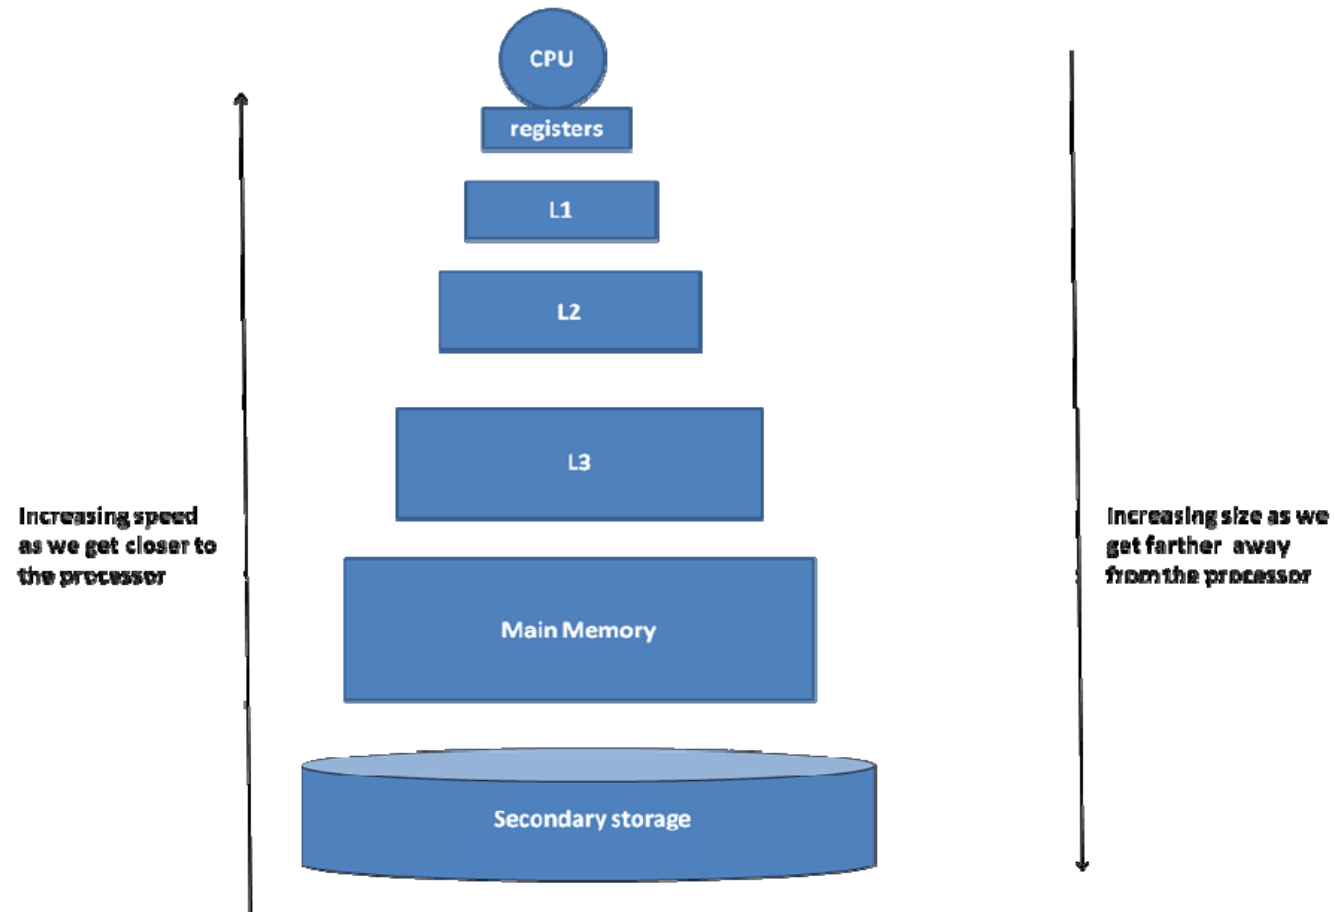 CPU
registers
L1
L2
L3
Increasing speed
as we get closer to
the processor
Increasing size as we
get farther away
from the processor
Main Memory
Secondary storage